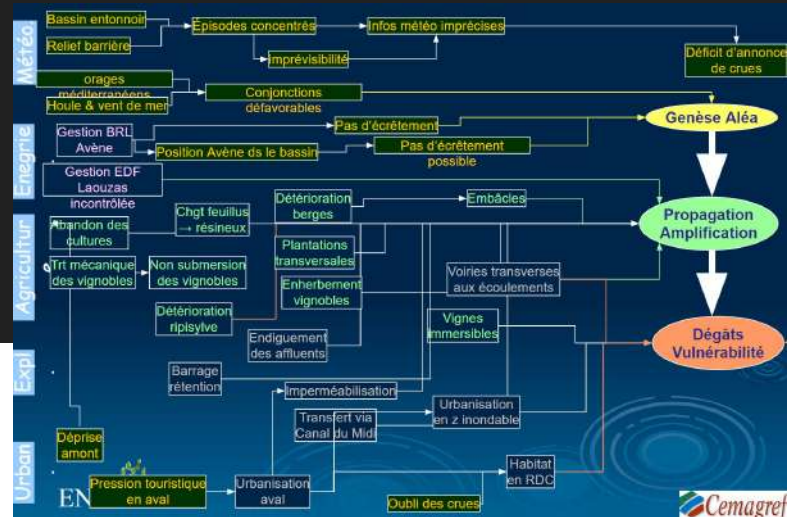 Météo
Bassin entonnoir
Épisodes concentrés
Infos météo imprécises
Relief barrière
imprévisibilité
Déficit d'annonce
de crues
orages
méditerranéens
Houle & vent de mer
Conjonctions
défavorables
Genèse Aléa
Enegrie
Gestion BRL
Avène
Pas d'écrêtement
Position Avène ds le bassin
Pas d'écrêtement
possible
Gestion EDF
Laouzas
incontrôlée
Propagation
Amplification
Agricultur
Abandon des
cultures
Chgt feuillus
→ résineux
Détérioration
berges
Embâcles
Plantations
transversales
Trt mécanique
des vignobles
Non submersion
des vignobles
Enherbement
vignobles
Voiries transverses
aux écoulements
Détérioration
ripisylve
Endiguement
des affluents
Vignes
immersibles
Dégâts
Vulnérabilité
Expl
Barrage
rétention
Imperméabilisation
Transfert via
Canal du Midi
Urbanisation
en z inondable
Urban
Déprise
amont
EN
Pression touristique
en aval
Urbanisation
aval
Habitat
en RDC
Oubli des crues
Cemagref